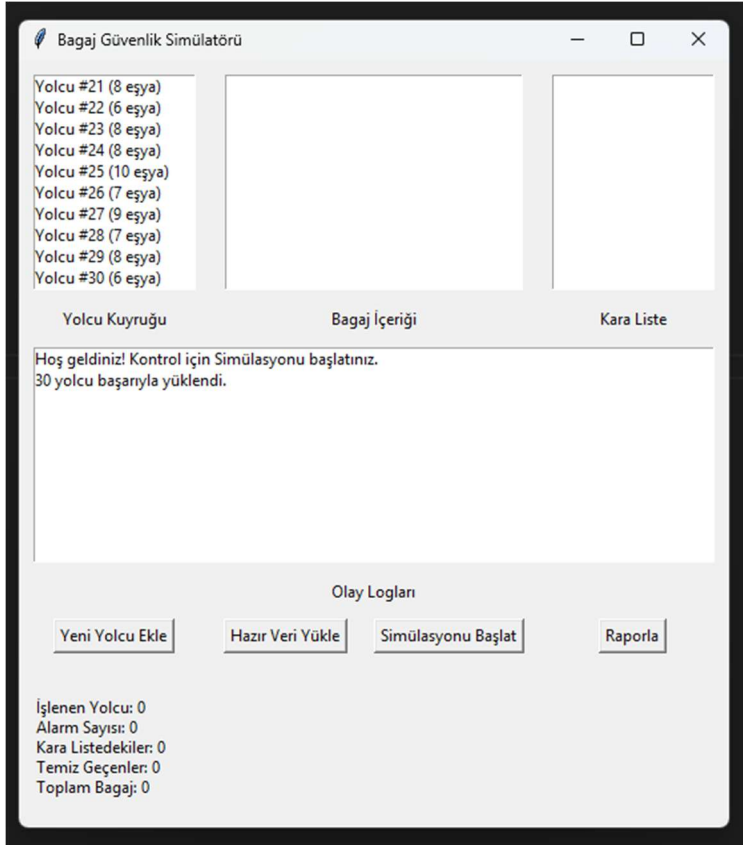 Bagaj Güvenlik Simülatörü
Yolcu #21 (8 eşya)
Yolcu #22 (6 eşya)
Yolcu #23 (8 eşya)
Yolcu #24 (8 eşya)
Yolcu #25 (10 eşya)
Yolcu #26 (7 eşya)
Yolcu #27 (9 eşya)
Yolcu #28 (7 eşya)
Yolcu #29 (8 eşya)
Yolcu #30 (6 eşya)
Yolcu Kuyruğu
Bagaj İçeriği
Kara Liste
Hoş geldiniz! Kontrol için Simülasyonu başlatınız.
30 yolcu başarıyla yüklendi.
Olay Logları
Yeni Yolcu Ekle
Hazır Veri Yükle
Simülasyonu Başlat
Raporla
İşlenen Yolcu: 0
Alarm Sayısı: 0
Kara Listedekiler: 0
Temiz Geçenler: 0
Toplam Bagaj: 0